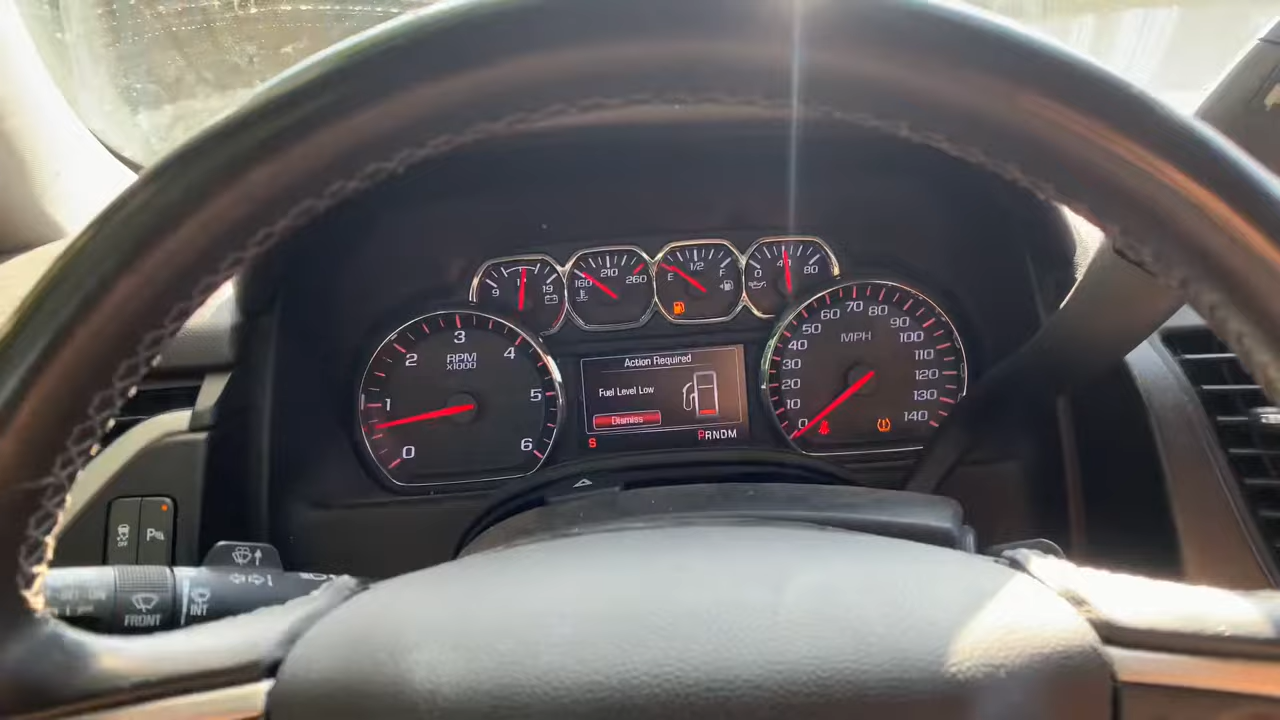 9 19
160 210 260
E 1/2 F
0 40 80
RPM
X1000
0 1 2 3 4 5 6
Action Required
Fuel Level Low
Dismiss
S
PRNDM
MPH
0 10 20 30 40 50 60 70 80 90 100 110 120 130 140
OFF
P
FRONT
INT